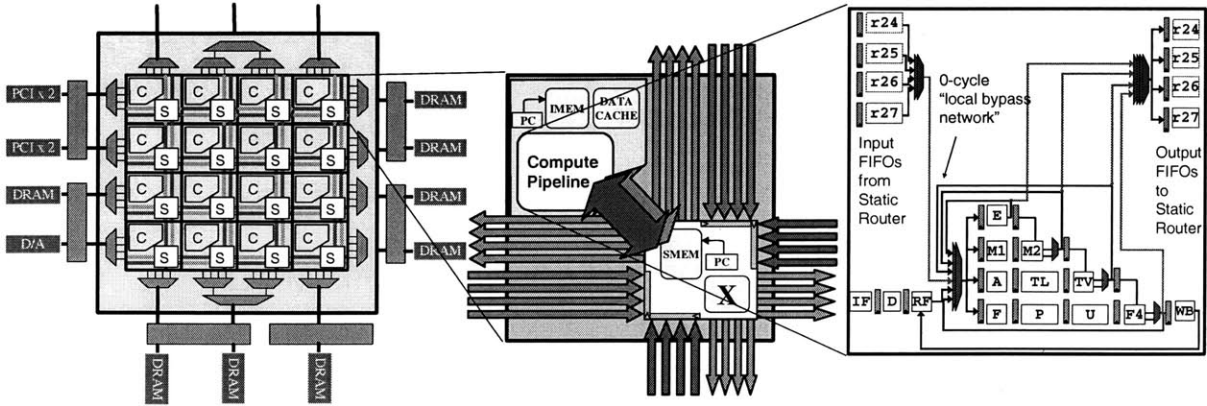 PCI x 2
PCI x 2
DRAM
D/A
C C C C
S S S S
C C C C
S S S S
C C C C
S S S S
C C C C
S S S S
DRAM
DRAM
DRAM
DRAM
DRAM
DRAM
DRAM
PC
IMEM
DATA
CACHE
Compute
Pipeline
SMEM
PC
X
r24
r25
r26
r27
Input
FIFOs
from
Static
Router
0-cycle
“local bypass
network”
r24
r25
r26
r27
Output
FIFOs
to
Static
Router
E
M1 M2
A TL TV
IF D RF
F P U F4 WB